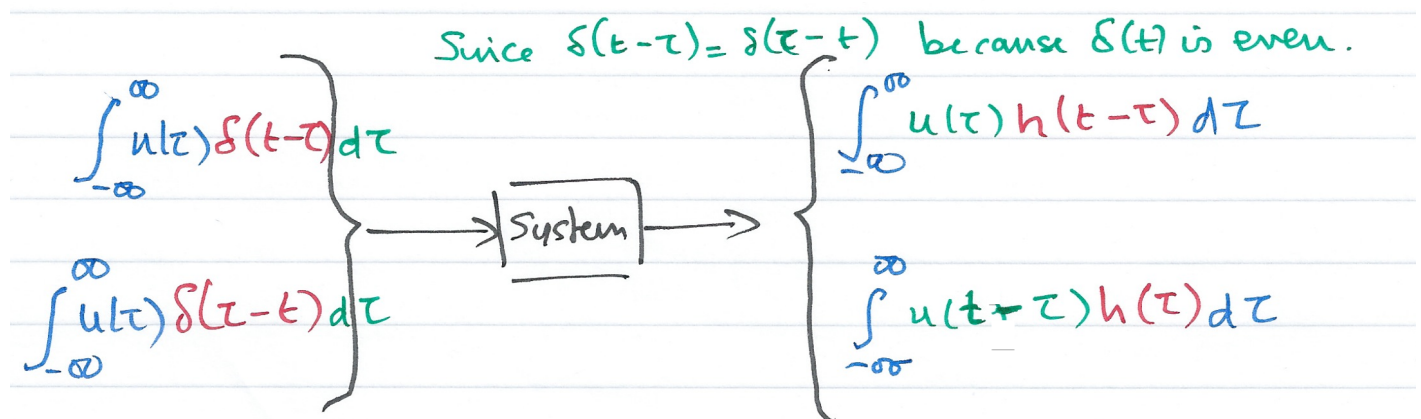 Since δ(t-τ)=δ(τ-t) because δ(t) is even.
∫_{-∞}^{∞} u(τ)δ(t-τ)dτ
∫_{-∞}^{∞} u(τ)h(t-τ)dτ
System
∫_{-∞}^{∞} u(τ)δ(τ-t)dτ
∫_{-∞}^{∞} u(t-τ)h(τ)dτ